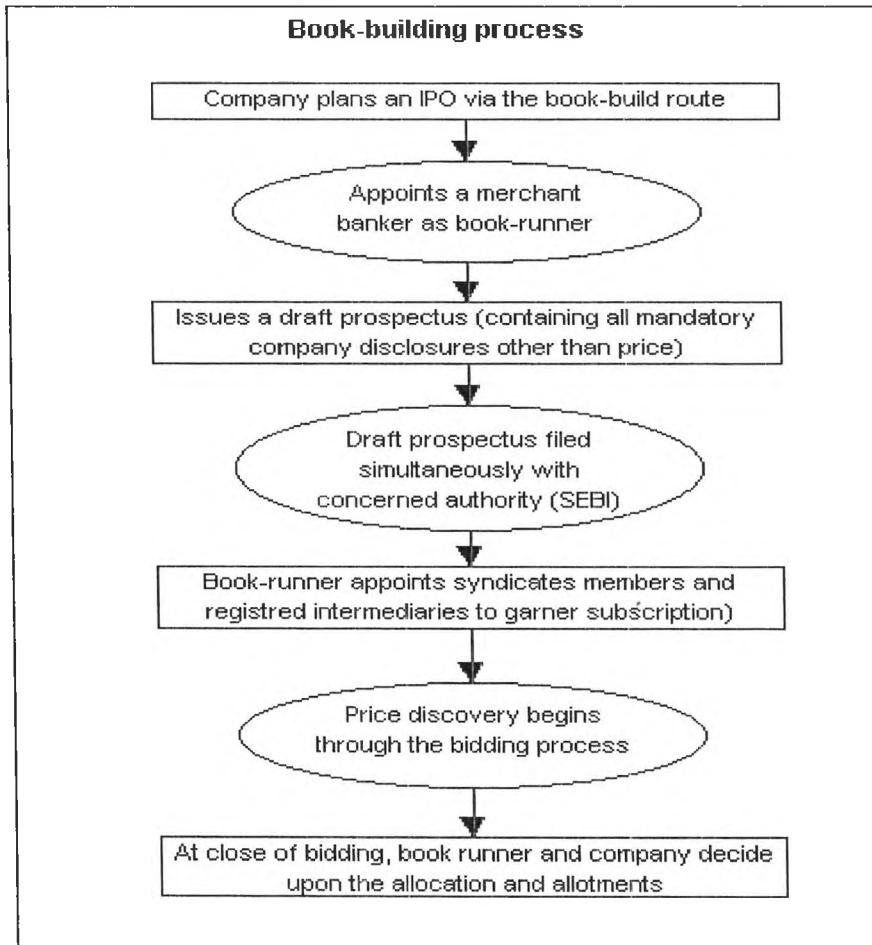 Book-building process
Company plans an IPO via the book-build route
Appoints a merchant
banker as book-runner
Issues a draft prospectus (containing all mandatory
company disclosures other than price)
Draft prospectus filed
simultaneously with
concerned authority (SEBI)
Book-runner appoints syndicates members and
registred intermediaries to garner subscription)
Price discovery begins
through the bidding process
At close of bidding, book runner and company decide
upon the allocation and allotments